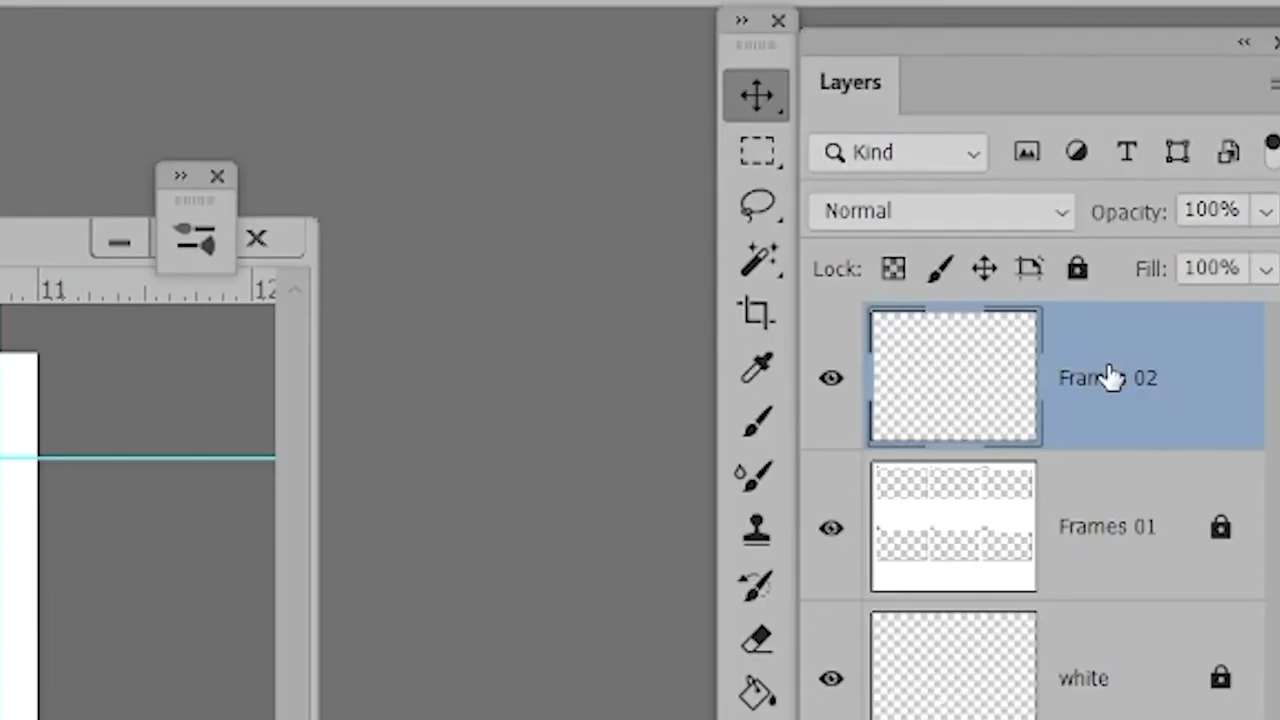 Layers
Kind
Normal
Opacity: 100%
Lock:
Fill: 100%
11
12
Frames 02
Frames 01
white